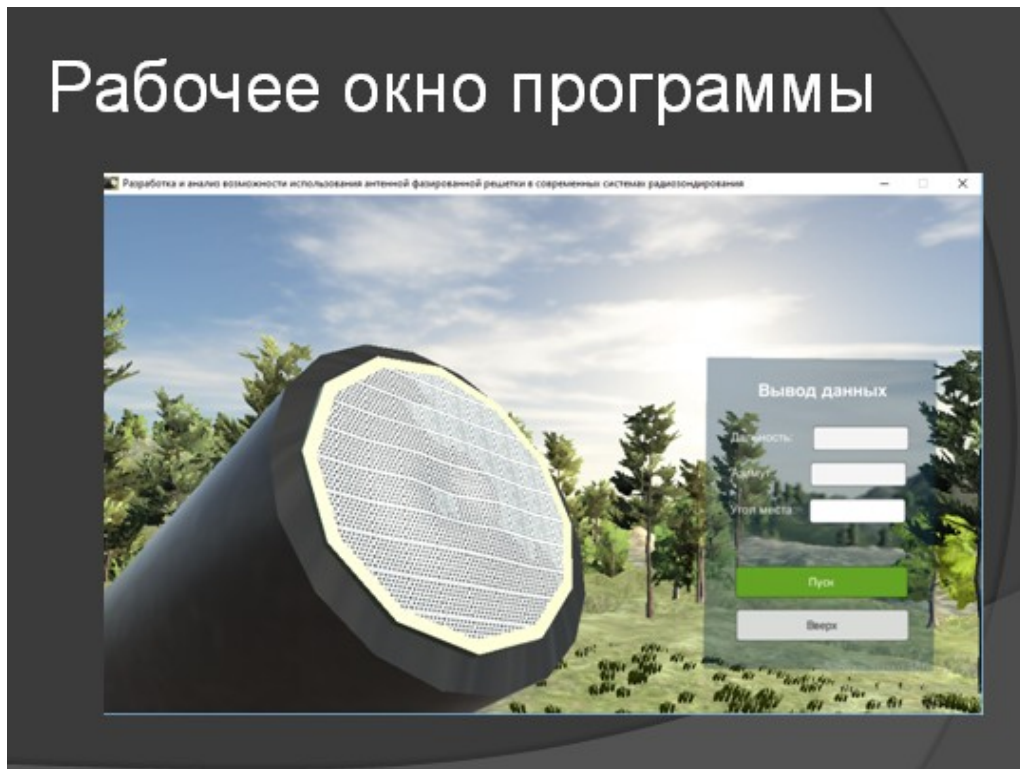 Рабочее окно программы
Разработка и анализ возможности использования антенной фазированной решетки в современных системах радиозондирования
Вывод данных
Дальность:
Азимут:
Угол места:
Пуск
Вверх